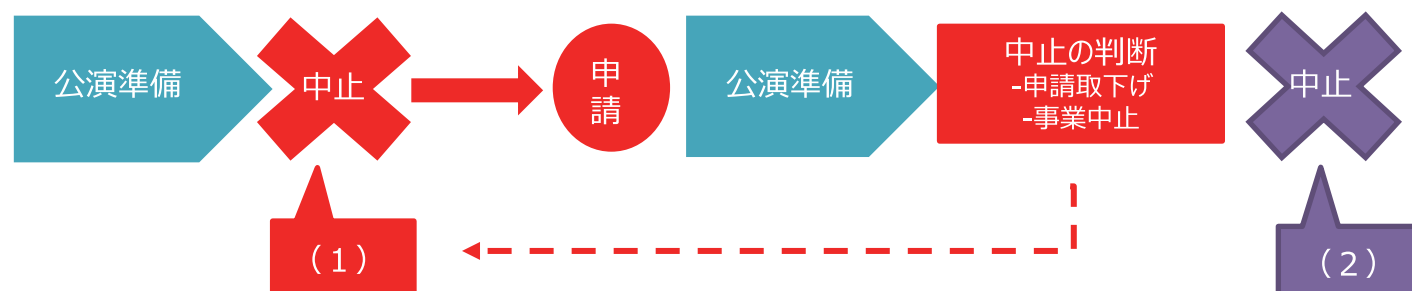 公演準備
中止
申
請
公演準備
中止の判断
-申請取下げ
-事業中止
中止
（1）
（2）